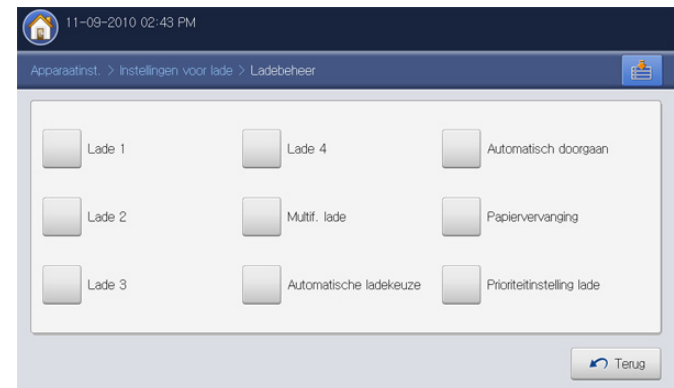 11-09-2010 02:43 PM
Apparaatinst. > Instellingen voor lade > Ladebeheer
Lade 1 Lade 4 Automatisch doorgaan
Lade 2 Multif. lade Papiervervanging
Lade 3 Automatische ladekeuze Prioriteitinstelling lade
Terug